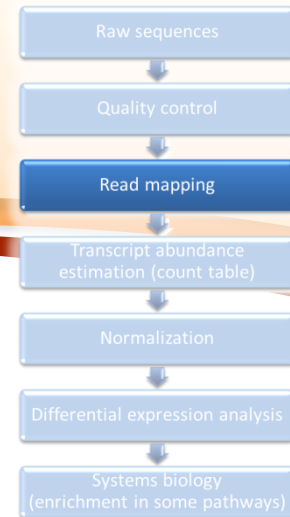 Raw sequences
Quality control
Read mapping
Transcript abundance
estimation (count table)
Normalization
Differential expression analysis
Systems biology
(enrichment in some pathways)